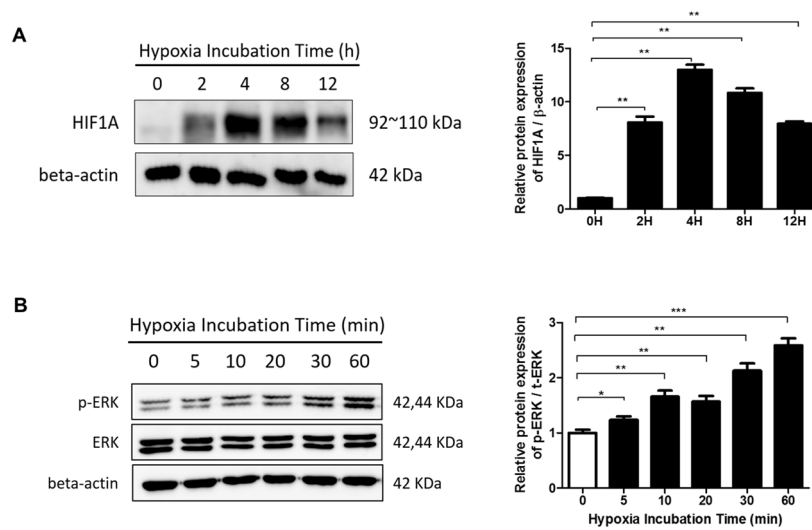 A
Hypoxia Incubation Time (h)
0 2 4 8 12
HIF1A
92~110 kDa
beta-actin
42 kDa
Relative protein expression
of HIF1A / β-actin
15
10
5
0
**
**
**
**
0H 2H 4H 8H 12H
B
Hypoxia Incubation Time (min)
0 5 10 20 30 60
p-ERK
42,44 KDa
ERK
42,44 KDa
beta-actin
42 KDa
Relative protein expression
of p-ERK / t-ERK
3
2
1
0
***
**
**
**
*
0 5 10 20 30 60
Hypoxia Incubation Time (min)